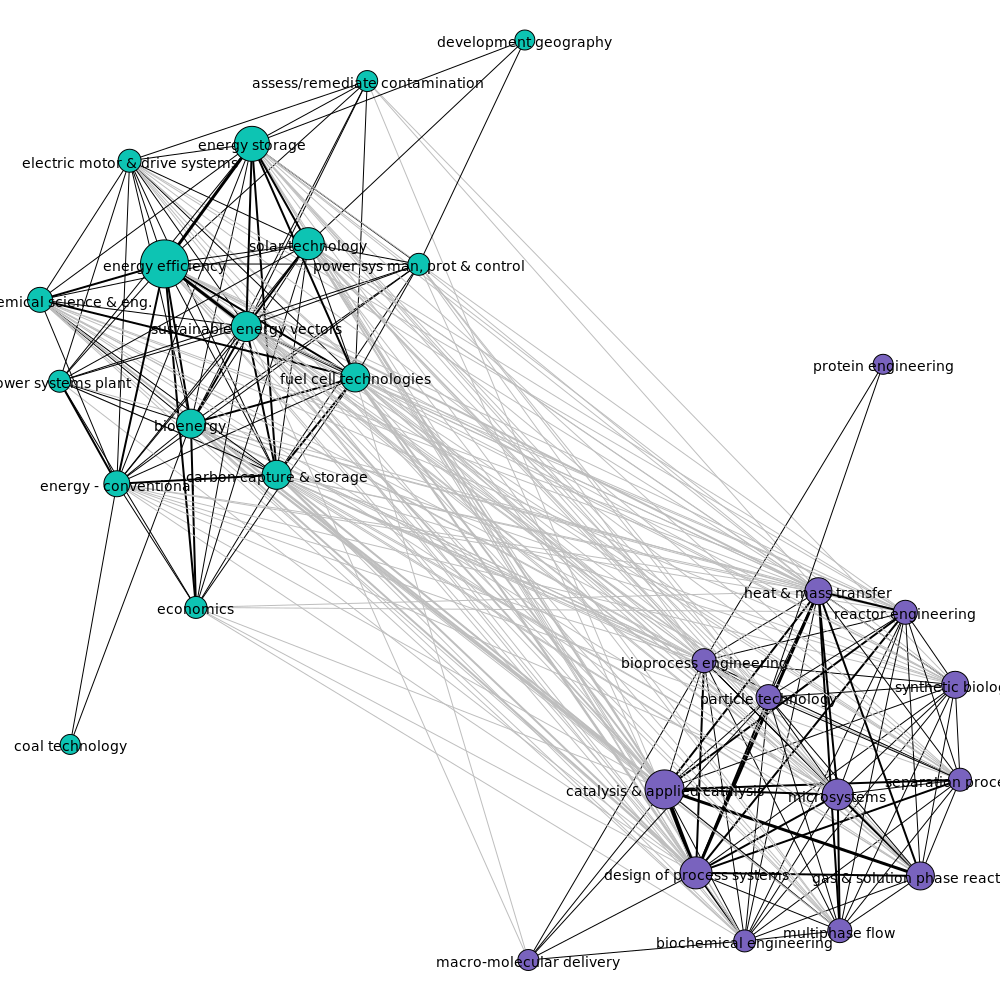 development geography
assess/remediate contamination
energy storage
electric motor & drive systems
solar technology
energy efficiency
power sys man, prot & control
emical science & eng.
sustainable energy vectors
protein engineering
fuel cell technologies
ower systems plant
bioenergy
carbon capture & storage
energy - conventional
heat & mass transfer
economics
reactor engineering
bioprocess engineering
synthetic biolo
particle technology
coal technology
separation proce
catalysis & applied catalysis
microsystems
design of process systems
gas & solution phase react
multiphase flow
biochemical engineering
macro-molecular delivery